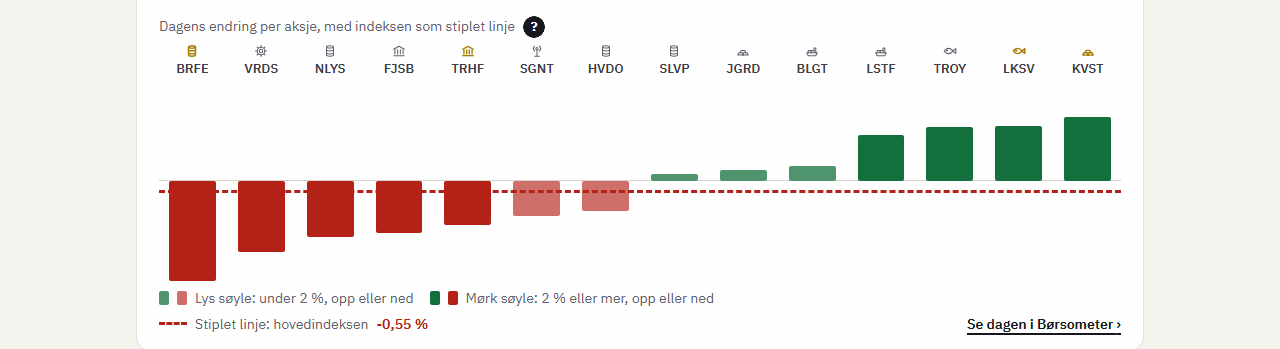 Dagens endring per aksje, med indeksen som stiplet linje ?
BRFE VRDS NLYS FJSB TRHF SGNT HVDO SLVP JGRD BLGT LSTF TROY LKSV KVST
Lys søyle: under 2 %, opp eller ned Mørk søyle: 2 % eller mer, opp eller ned
Stiplet linje: hovedindeksen -0,55 % Se dagen i Børsometer ›